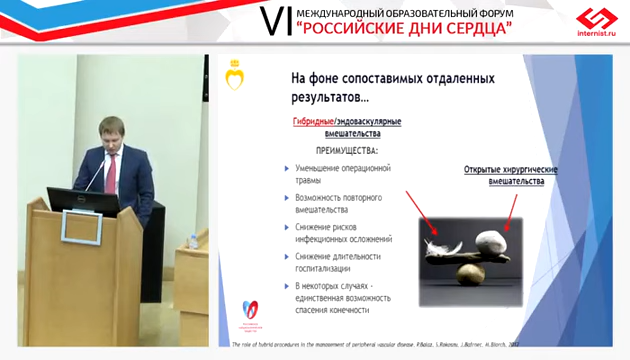 VI МЕЖДУНАРОДНЫЙ ОБРАЗОВАТЕЛЬНЫЙ ФОРУМ
"РОССИЙСКИЕ ДНИ СЕРДЦА"
internist.ru
На фоне сопоставимых отдаленных
результатов...
Гибридные/эндоваскулярные
вмешательства
ПРЕИМУЩЕСТВА:
Уменьшение операционной
травмы
Возможность повторного
вмешательства
Снижение рисков
инфекционных осложнений
Снижение длительности
госпитализации
В некоторых случаях -
единственная возможность
спасения конечности
Открытые хирургические
вмешательства
The role of hybrid procedures in the management of peripheral vascular disease,